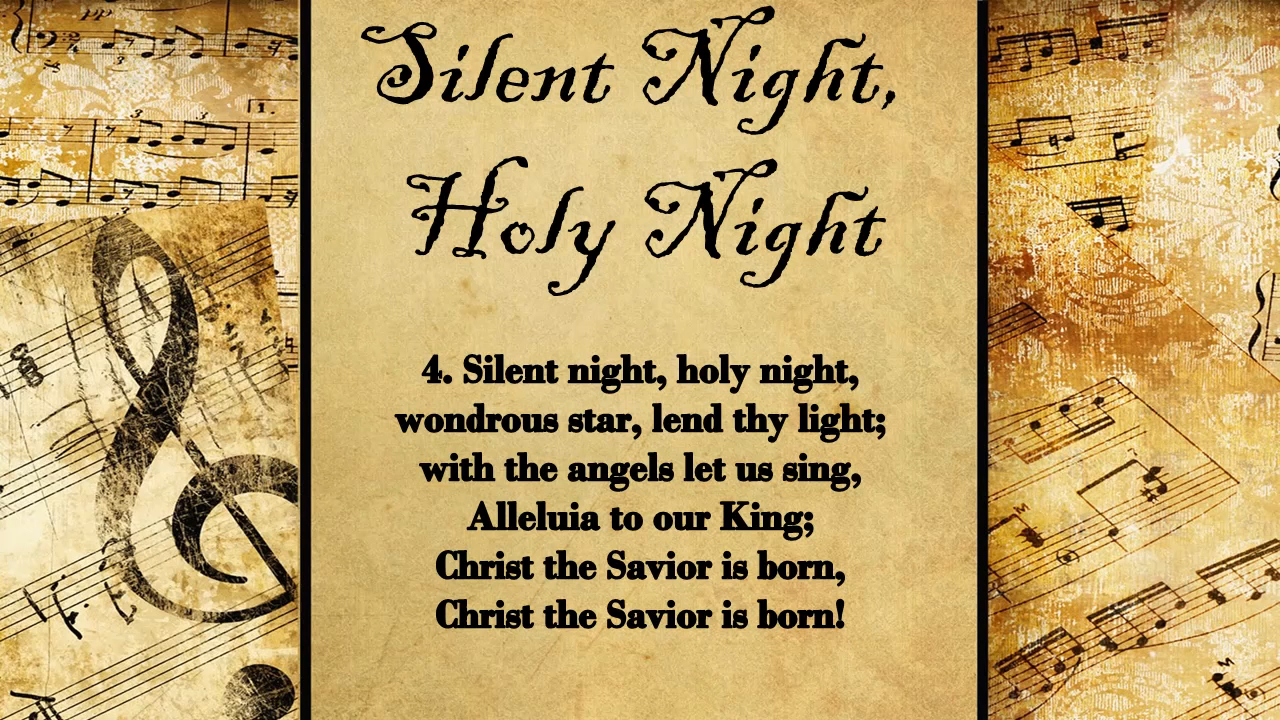 Silent Night,
Holy Night
4. Silent night, holy night,
wondrous star, lend thy light;
with the angels let us sing,
Alleluia to our King;
Christ the Savior is born,
Christ the Savior is born!